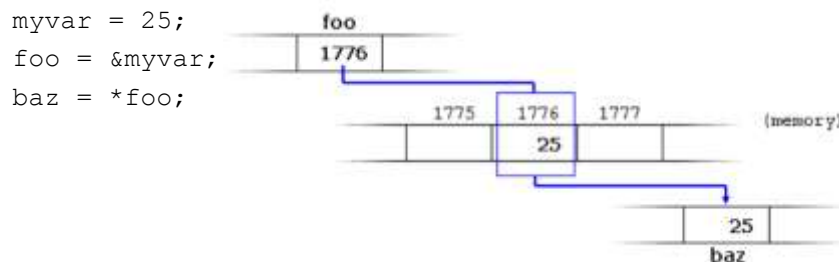 myvar = 25;
foo = &myvar;
baz = *foo;
foo
1776
1775 1776 1777
(memory)
25
25
baz